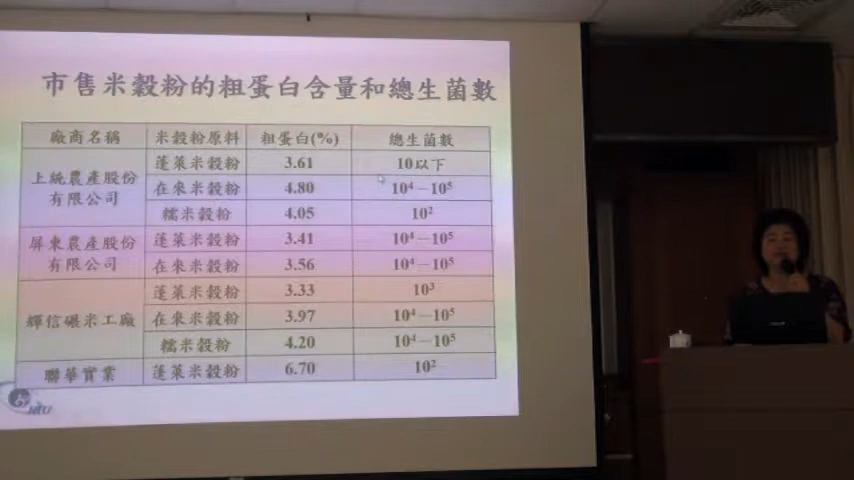 市售米穀粉的粗蛋白含量和總生菌數
廠商名稱 米穀粉原料 粗蛋白(%) 總生菌數
上統農產股份有限公司 蓬萊米穀粉 3.61 10以下
在來米穀粉 4.80 10⁴－10⁵
糯米穀粉 4.05 10²
屏東農產股份有限公司 蓬萊米穀粉 3.41 10⁴－10⁵
在來米穀粉 3.56 10⁴－10⁵
輝信碾米工廠 蓬萊米穀粉 3.33 10³
在來米穀粉 3.97 10⁴－10⁵
糯米穀粉 4.20 10⁴－10⁵
聯華實業 蓬萊米穀粉 6.70 10²